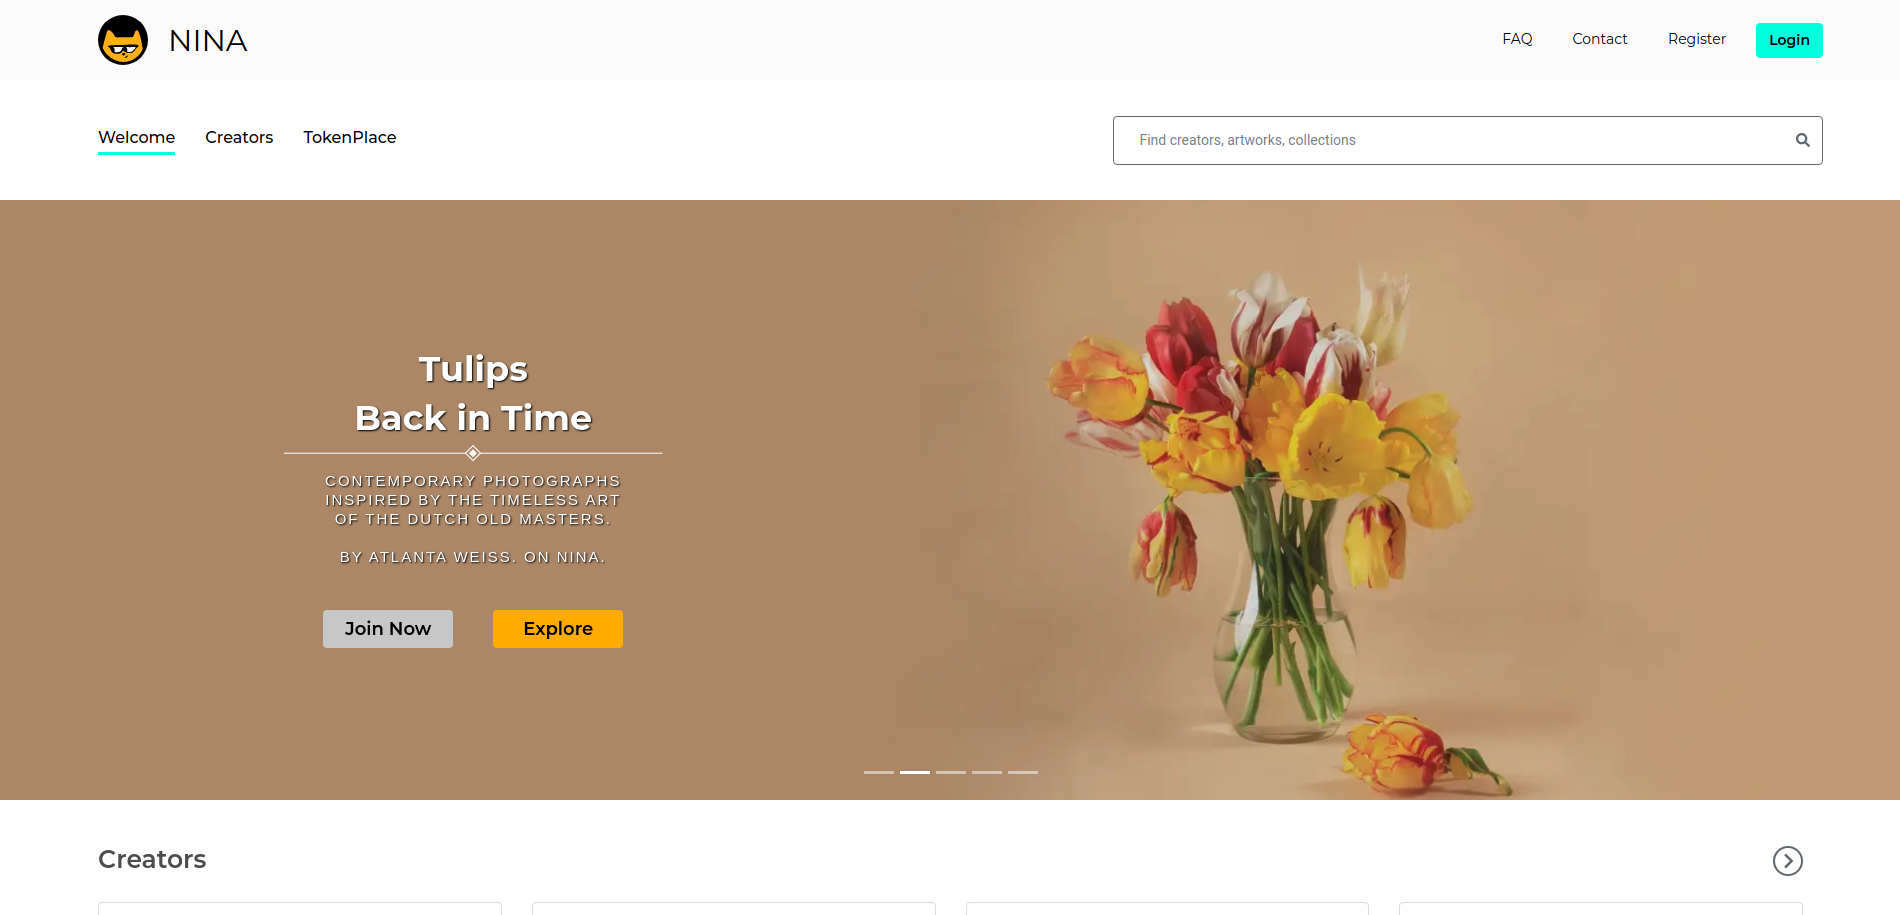 NINA
FAQ
Contact
Register
Login
Welcome
Creators
TokenPlace
Find creators, artworks, collections
Tulips
Back in Time
CONTEMPORARY PHOTOGRAPHS
INSPIRED BY THE TIMELESS ART
OF THE DUTCH OLD MASTERS.
BY ATLANTA WEISS. ON NINA.
Join Now
Explore
Creators